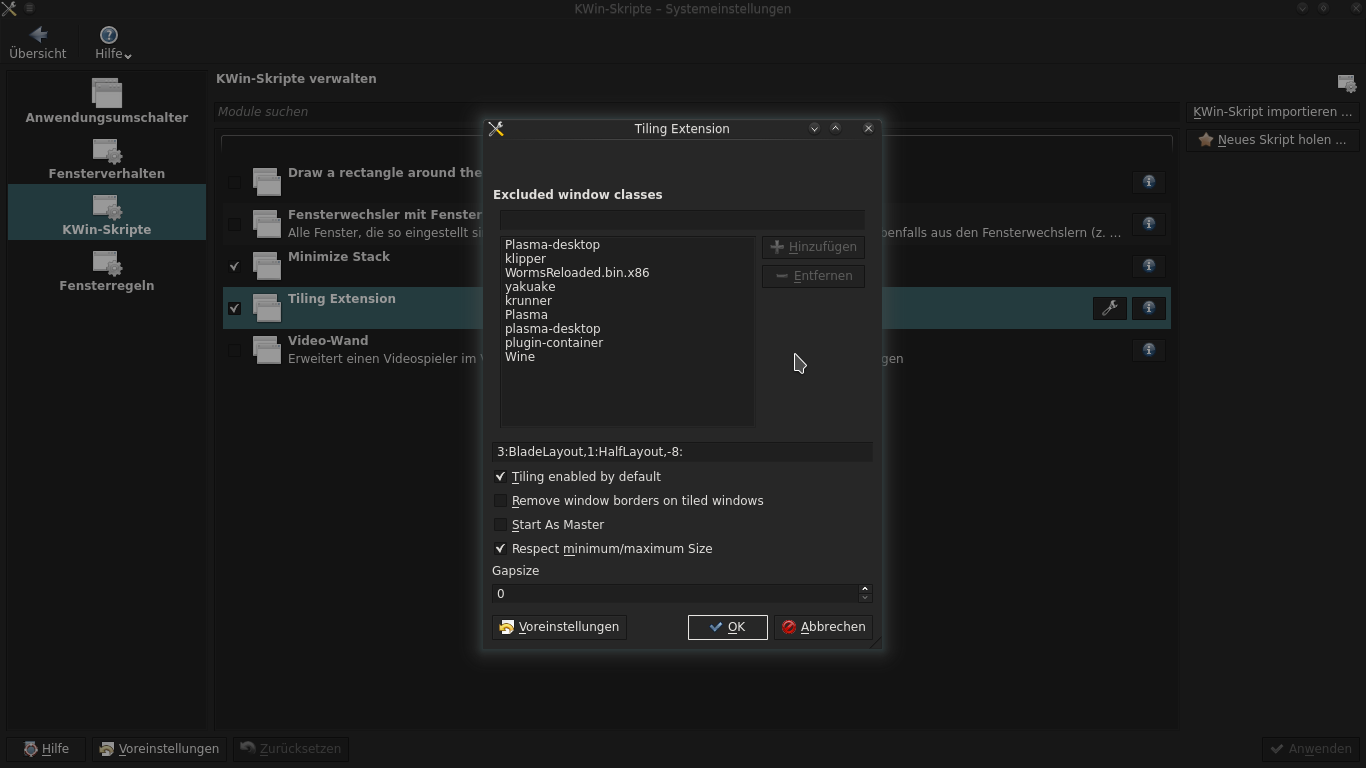 KWin-Skripte – Systemeinstellungen
Übersicht
Hilfe
Anwendungsumschalter
Fensterverhalten
KWin-Skripte
Fensterregeln
KWin-Skripte verwalten
Module suchen
KWin-Skript importieren ...
Neues Skript holen ...
Draw a rectangle around the
Fensterwechsler mit Fenster
Alle Fenster, die so eingestellt
enfalls aus den Fensterwechslern (z. ...
Minimize Stack
Tiling Extension
Video-Wand
Erweitert einen Videospieler im
gen
Tiling Extension
Excluded window classes
Plasma-desktop
klipper
WormsReloaded.bin.x86
yakuake
krunner
Plasma
plasma-desktop
plugin-container
Wine
Hinzufügen
Entfernen
3:BladeLayout,1:HalfLayout,-8:
Tiling enabled by default
Remove window borders on tiled windows
Start As Master
Respect minimum/maximum Size
Gapsize
0
Voreinstellungen
OK
Abbrechen
Hilfe
Voreinstellungen
Zurücksetzen
Anwenden